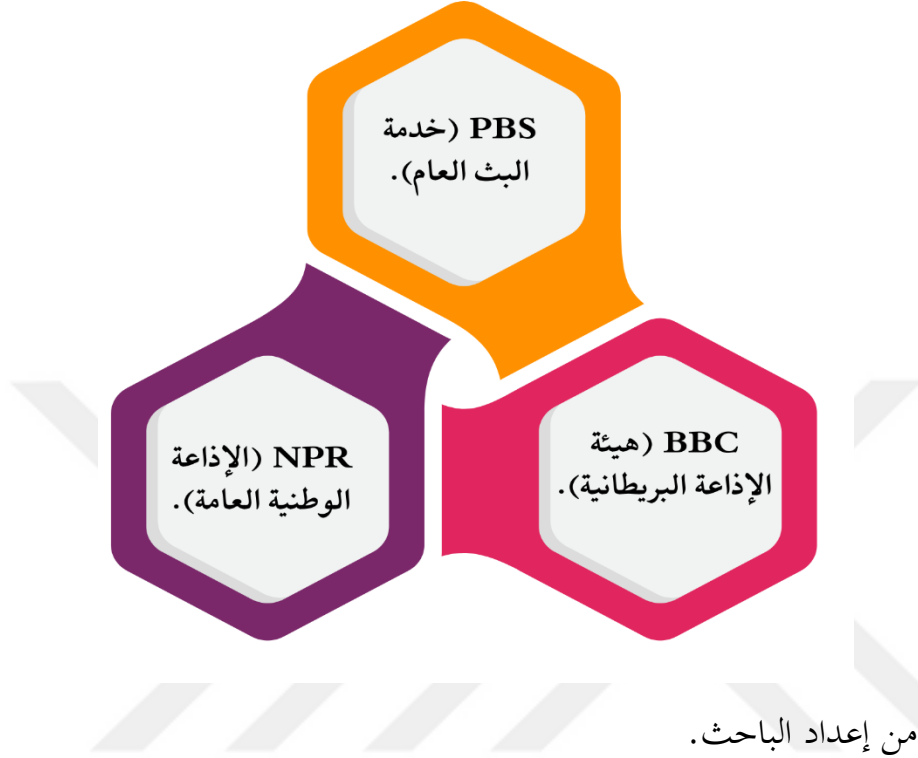 PBS (خدمة
البث العام).
BBC (هيئة
الإذاعة البريطانية).
NPR (الإذاعة
الوطنية العامة).
من إعداد الباحث.